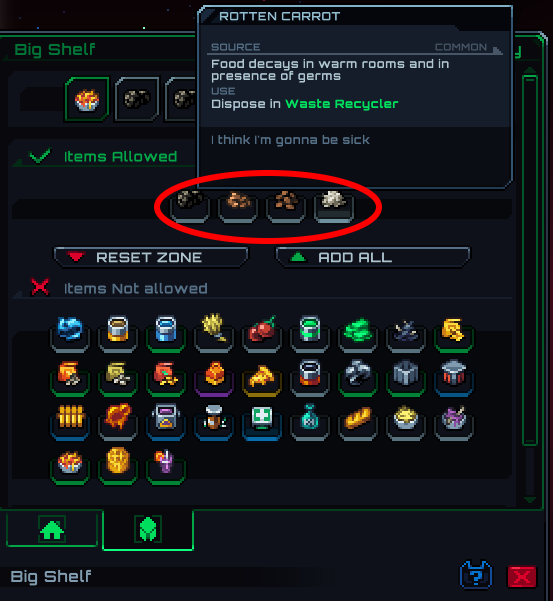 ROTTEN CARROT
Big Shelf
SOURCE
COMMON
Food decays in warm rooms and in
presence of germs
USE
Dispose in Waste Recycler
I think I'm gonna be sick
Items Allowed
RESET ZONE
ADD ALL
Items Not allowed
Big Shelf
?